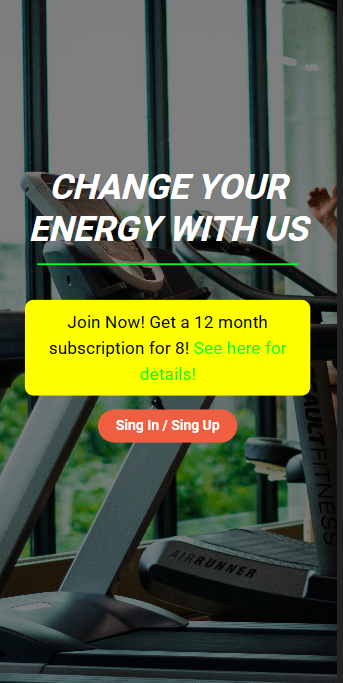 CHANGE YOUR
ENERGY WITH US
Join Now! Get a 12 month
subscription for 8! See here for
details!
Sing In / Sing Up
AULTFITNESS
AIRRUNNER